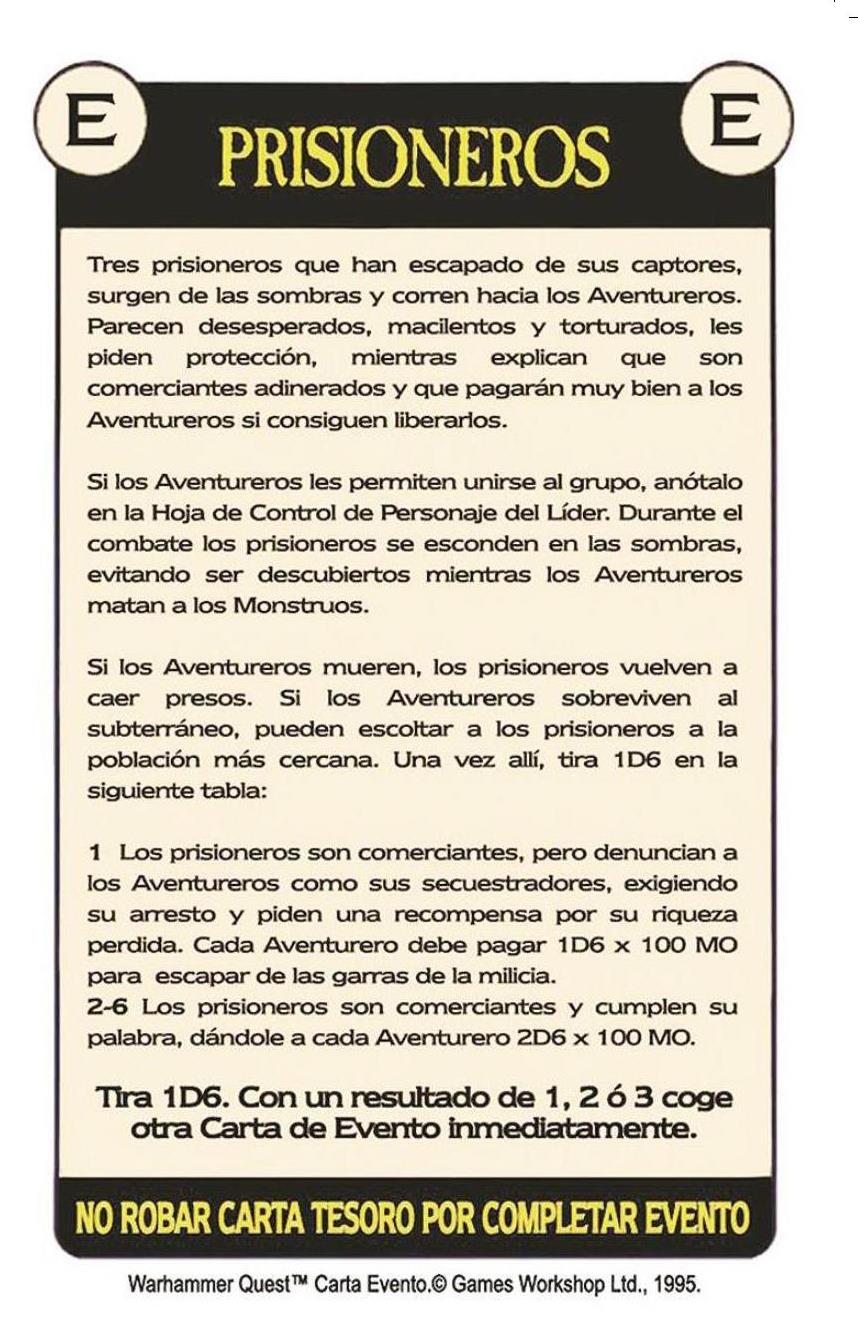 E E
PRISIONEROS
Tres prisioneros que han escapado de sus captores,
surgen de las sombras y corren hacia los Aventureros.
Parecen desesperados, macilentos y torturados, les
piden protección, mientras explican que son
comerciantes adinerados y que pagarán muy bien a los
Aventureros si consiguen liberarlos.
Si los Aventureros les permiten unirse al grupo, anótalo
en la Hoja de Control de Personaje del Líder. Durante el
combate los prisioneros se esconden en las sombras,
evitando ser descubiertos mientras los Aventureros
matan a los Monstruos.
Si los Aventureros mueren, los prisioneros vuelven a
caer presos. Si los Aventureros sobreviven al
subterráneo, pueden escoltar a los prisioneros a la
población más cercana. Una vez allí, tira 1D6 en la
siguiente tabla:
1 Los prisioneros son comerciantes, pero denuncian a
los Aventureros como sus secuestradores, exigiendo
su arresto y piden una recompensa por su riqueza
perdida. Cada Aventurero debe pagar 1D6 x 100 MO
para escapar de las garras de la milicia.
2-6 Los prisioneros son comerciantes y cumplen su
palabra, dándole a cada Aventurero 2D6 x 100 MO.
Tira 1D6. Con un resultado de 1, 2 ó 3 coge
otra Carta de Evento inmediatamente.
NO ROBAR CARTA TESORO POR COMPLETAR EVENTO
Warhammer Quest™ Carta Evento.© Games Workshop Ltd., 1995.